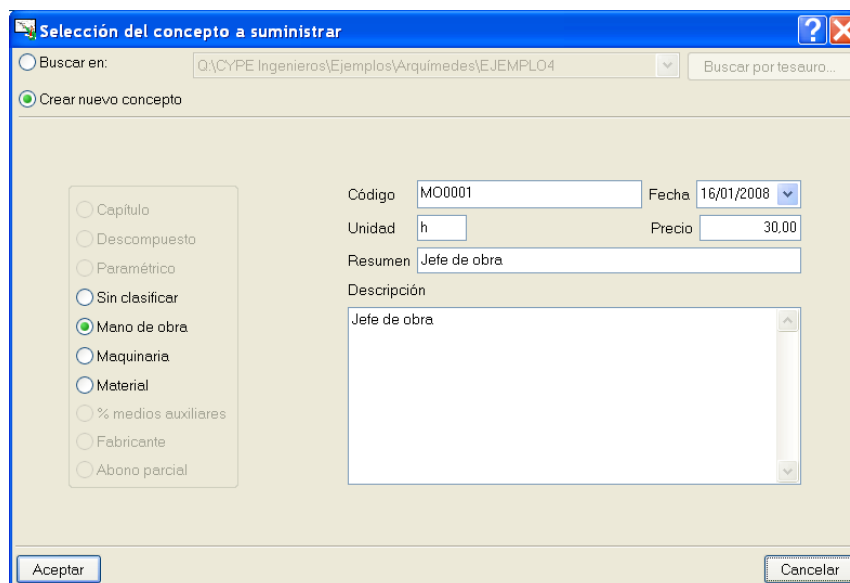 Selección del concepto a suministrar
Buscar en: Q:\CYPE Ingenieros\Ejemplos\Arquímedes\EJEMPLO4 Buscar por tesauro...
Crear nuevo concepto
Código MO0001 Fecha 16/01/2008
Unidad h Precio 30,00
Resumen Jefe de obra
Descripción
Jefe de obra
Capítulo
Descompuesto
Paramétrico
Sin clasificar
Mano de obra
Maquinaria
Material
% medios auxiliares
Fabricante
Abono parcial
Aceptar Cancelar